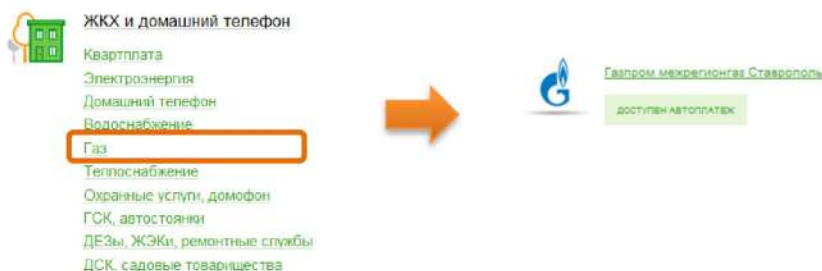 ЖКХ и домашний телефон
Квартплата
Электроэнергия
Домашний телефон
Водоснабжение
Газ
Теплоснабжение
Охранные услуги, домофон
ГСК, автостоянки
ДЕЗы, ЖЭКи, ремонтные службы
ДСК, садовые товарищества
Газпром межрегионгаз Ставрополь
ДОСТУПЕН АВТОПЛАТЕЖ